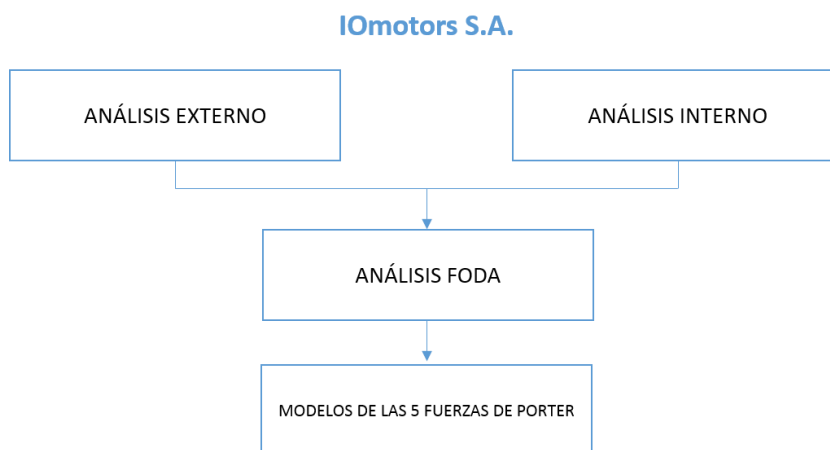 IOmotors S.A.
ANÁLISIS EXTERNO
ANÁLISIS INTERNO
ANÁLISIS FODA
MODELOS DE LAS 5 FUERZAS DE PORTER